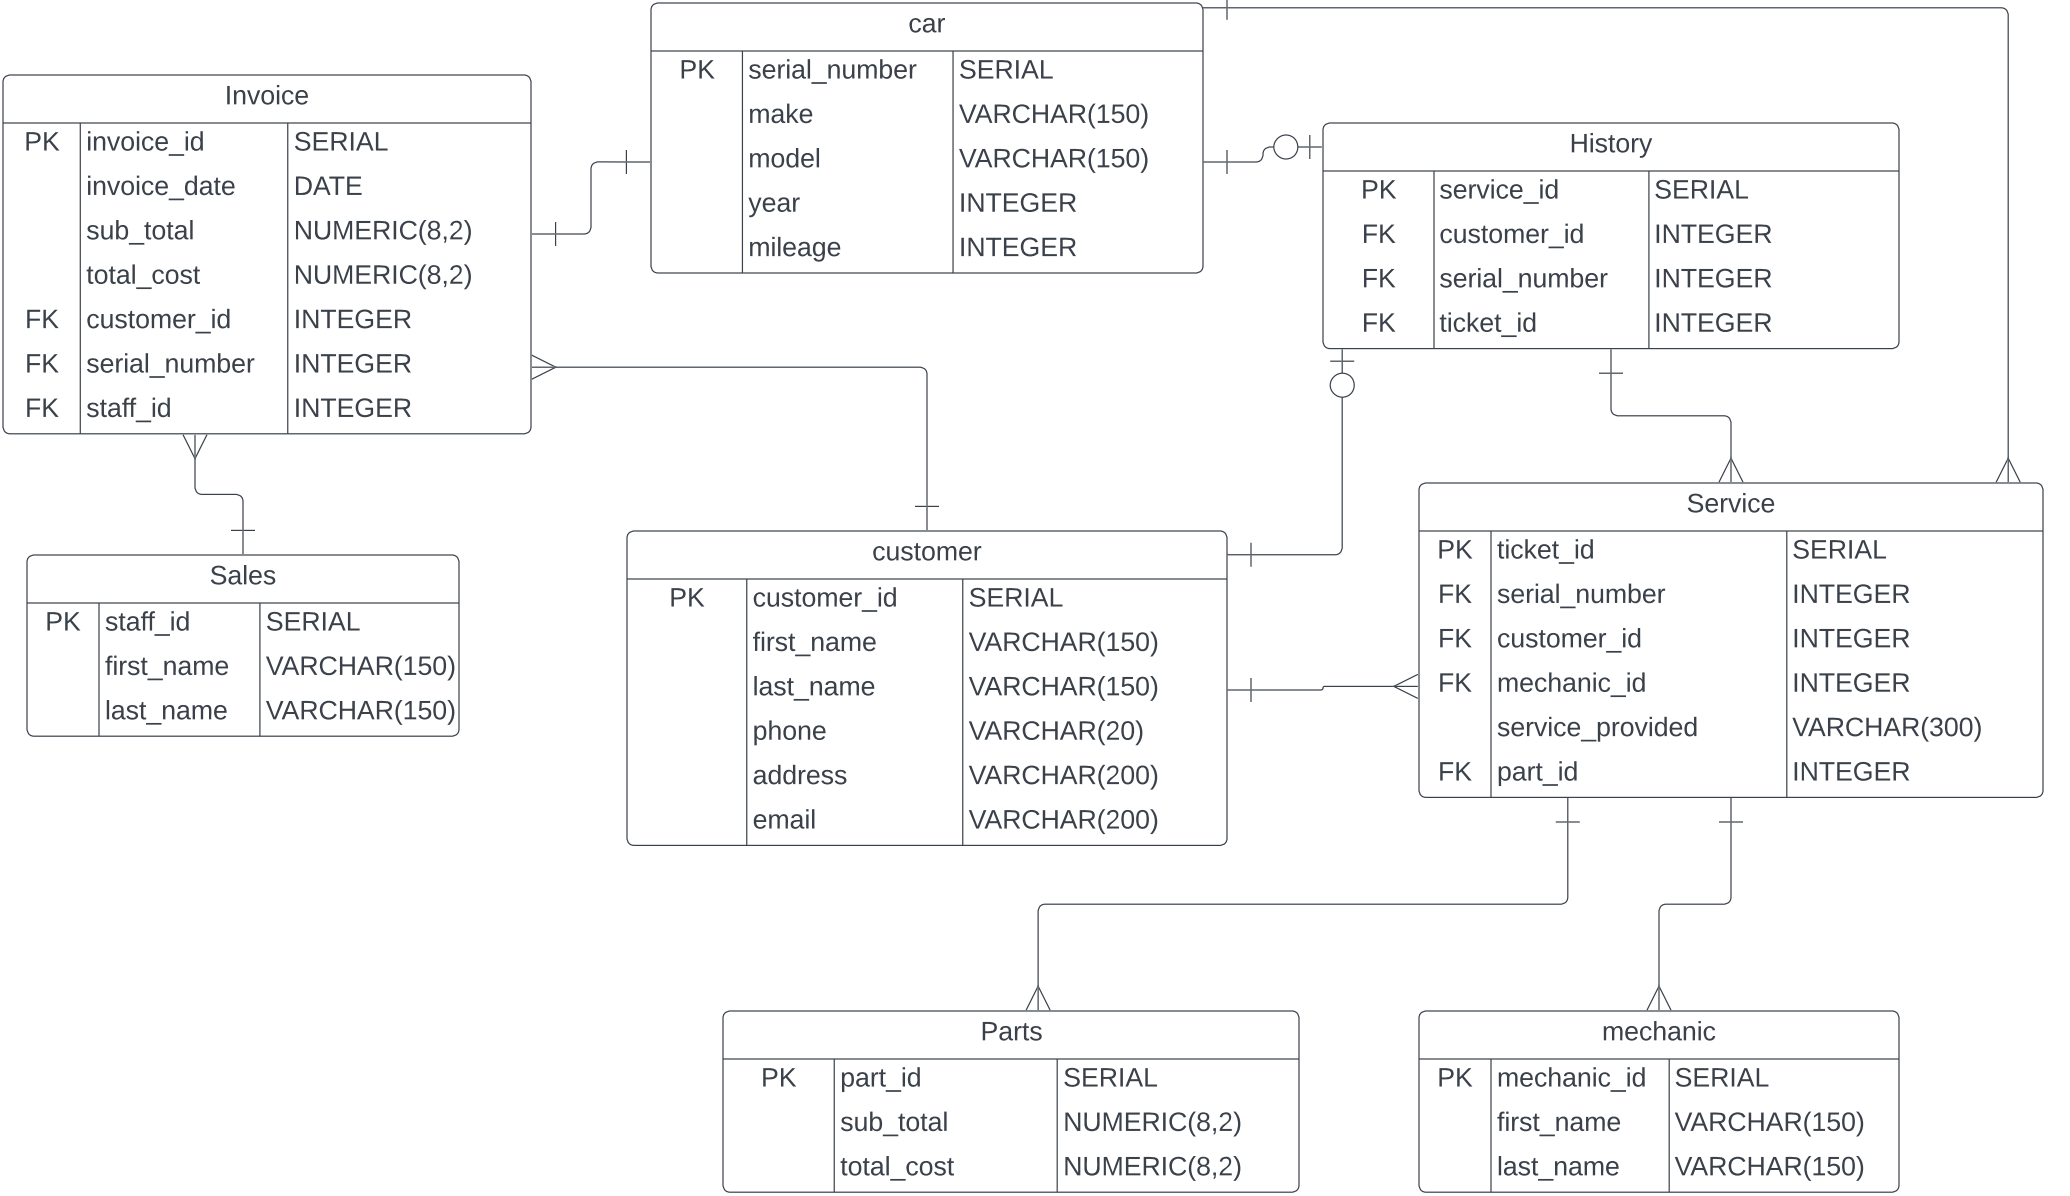 car
PK serial_number SERIAL
make VARCHAR(150)
model VARCHAR(150)
year INTEGER
mileage INTEGER
Invoice
PK invoice_id SERIAL
invoice_date DATE
sub_total NUMERIC(8,2)
total_cost NUMERIC(8,2)
FK customer_id INTEGER
FK serial_number INTEGER
FK staff_id INTEGER
History
PK service_id SERIAL
FK customer_id INTEGER
FK serial_number INTEGER
FK ticket_id INTEGER
Sales
PK staff_id SERIAL
first_name VARCHAR(150)
last_name VARCHAR(150)
customer
PK customer_id SERIAL
first_name VARCHAR(150)
last_name VARCHAR(150)
phone VARCHAR(20)
address VARCHAR(200)
email VARCHAR(200)
Service
PK ticket_id SERIAL
FK serial_number INTEGER
FK customer_id INTEGER
FK mechanic_id INTEGER
service_provided VARCHAR(300)
FK part_id INTEGER
Parts
PK part_id SERIAL
sub_total NUMERIC(8,2)
total_cost NUMERIC(8,2)
mechanic
PK mechanic_id SERIAL
first_name VARCHAR(150)
last_name VARCHAR(150)